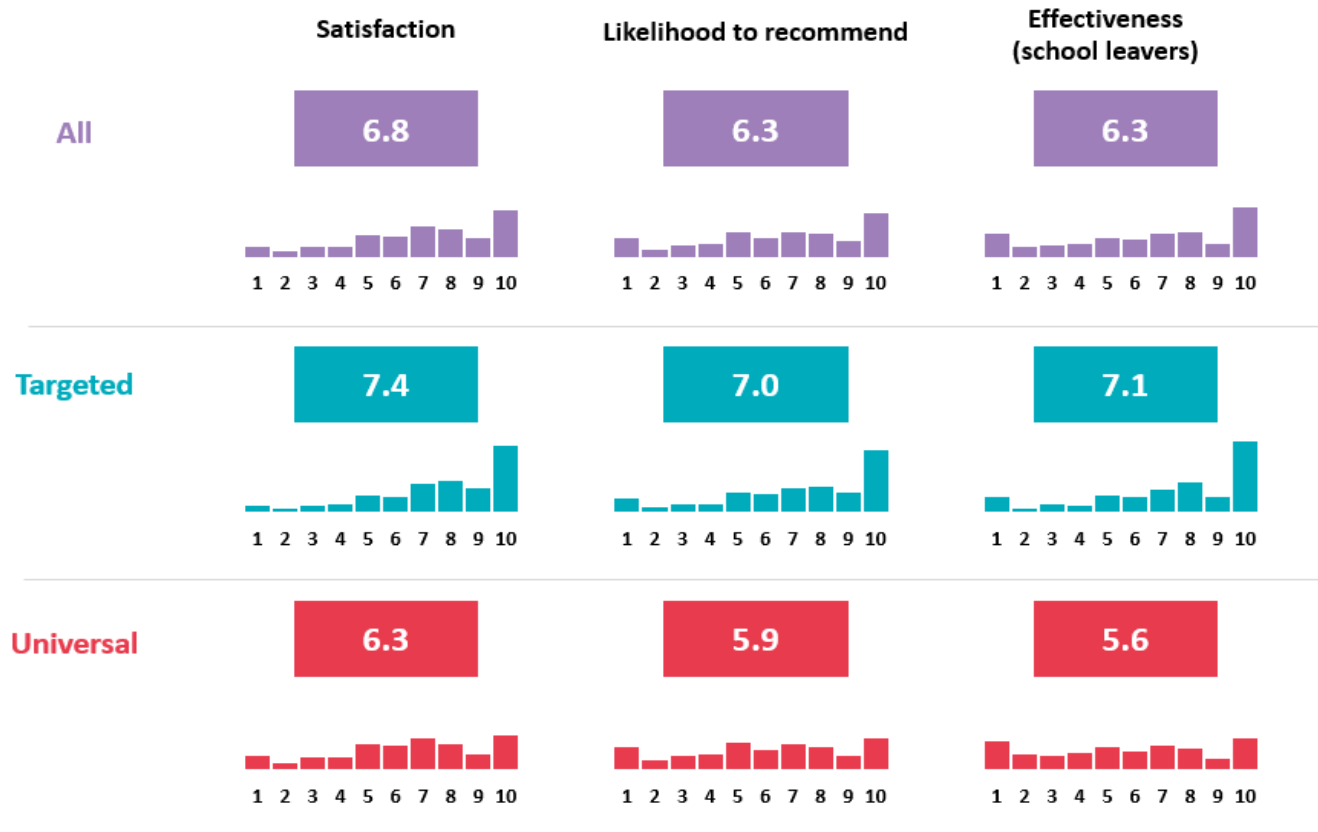 Satisfaction
Likelihood to recommend
Effectiveness
(school leavers)
All
6.8
6.3
6.3
1 2 3 4 5 6 7 8 9 10
1 2 3 4 5 6 7 8 9 10
1 2 3 4 5 6 7 8 9 10
Targeted
7.4
7.0
7.1
1 2 3 4 5 6 7 8 9 10
1 2 3 4 5 6 7 8 9 10
1 2 3 4 5 6 7 8 9 10
Universal
6.3
5.9
5.6
1 2 3 4 5 6 7 8 9 10
1 2 3 4 5 6 7 8 9 10
1 2 3 4 5 6 7 8 9 10